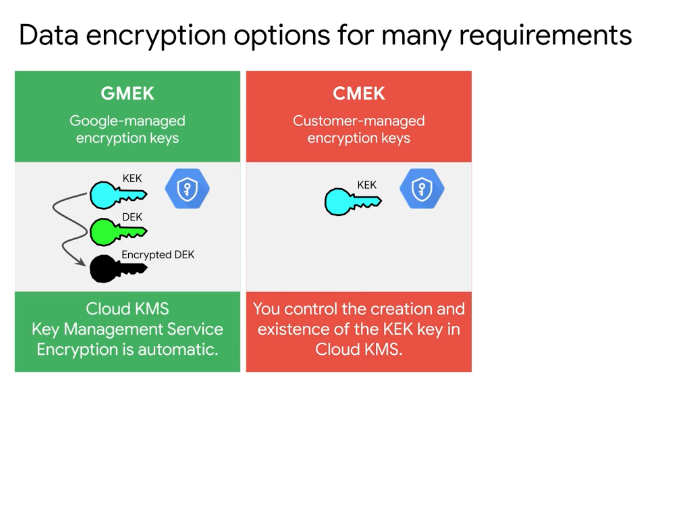 Data encryption options for many requirements
GMEK
Google-managed
encryption keys
KEK
DEK
Encrypted DEK
Cloud KMS
Key Management Service
Encryption is automatic.
CMEK
Customer-managed
encryption keys
KEK
You control the creation and
existence of the KEK key in
Cloud KMS.